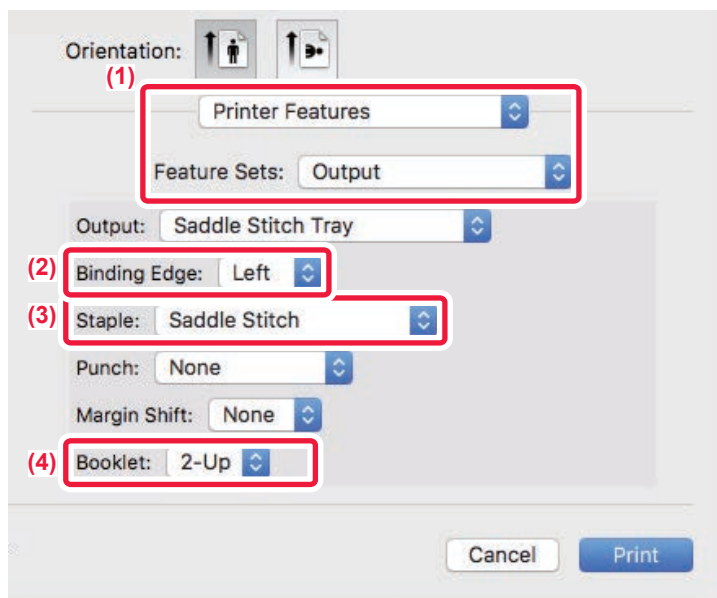 Orientation:
(1)
Printer Features
Feature Sets: Output
Output: Saddle Stitch Tray
(2) Binding Edge: Left
(3) Staple: Saddle Stitch
Punch: None
Margin Shift: None
(4) Booklet: 2-Up
Cancel Print